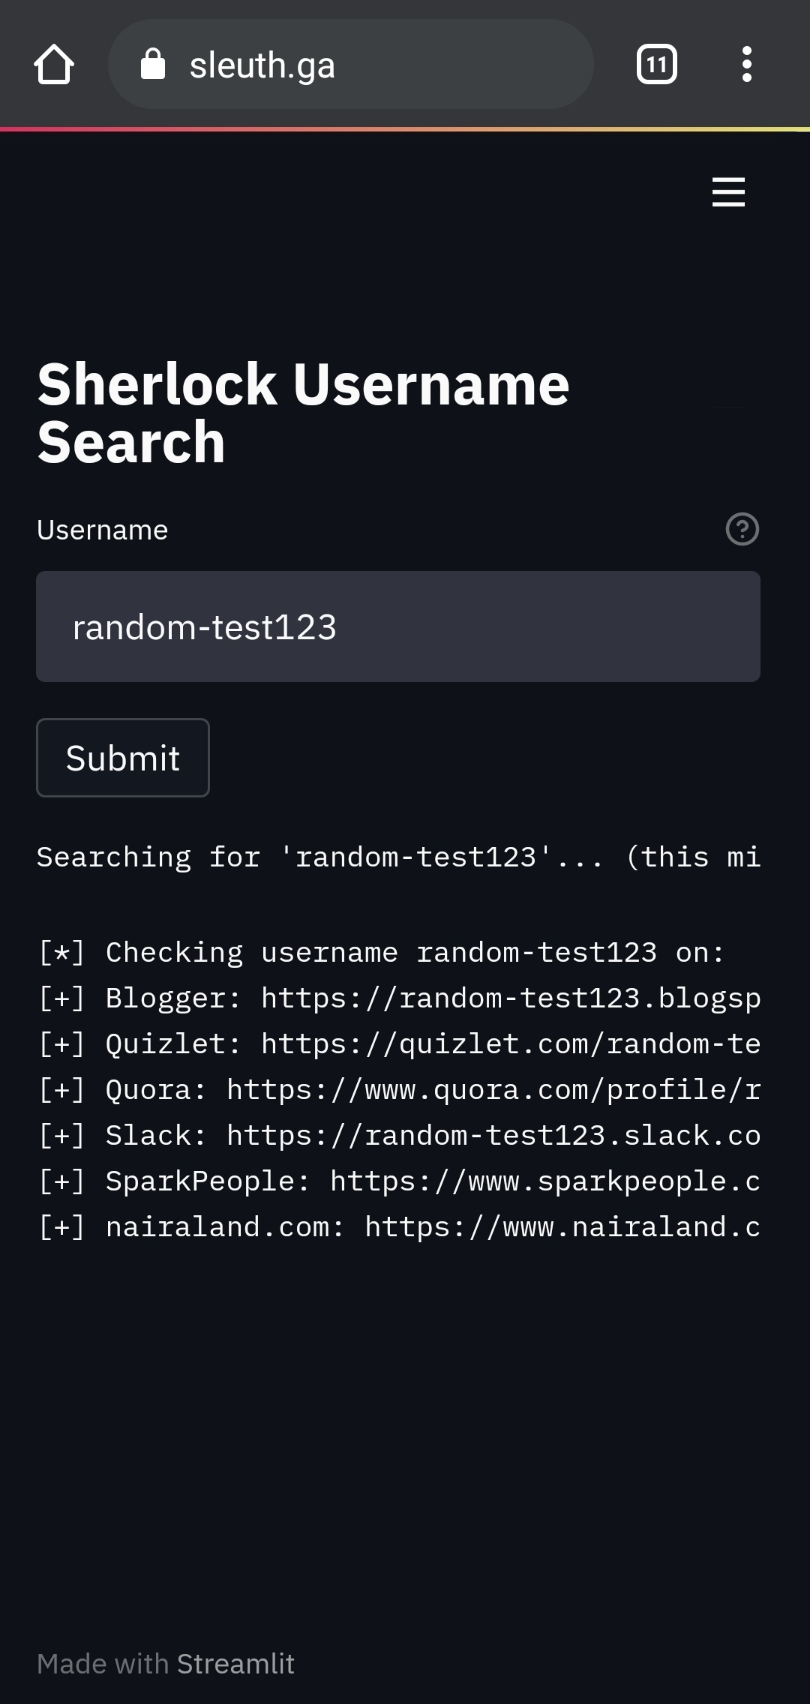 sleuth.ga
11
Sherlock Username
Search
Username
random-test123
Submit
Searching for 'random-test123'... (this mi
[*] Checking username random-test123 on:
[+] Blogger: https://random-test123.blogsp
[+] Quizlet: https://quizlet.com/random-te
[+] Quora: https://www.quora.com/profile/r
[+] Slack: https://random-test123.slack.co
[+] SparkPeople: https://www.sparkpeople.c
[+] nairaland.com: https://www.nairaland.c
Made with Streamlit